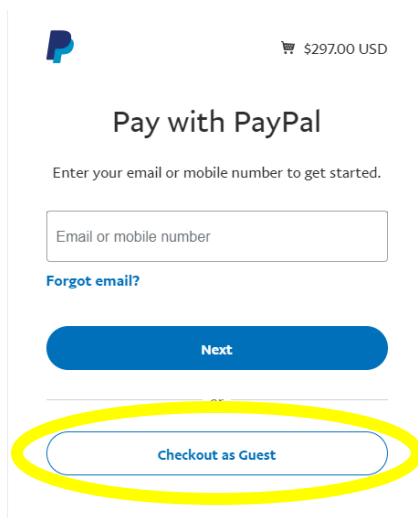 $297.00 USD
Pay with PayPal
Enter your email or mobile number to get started.
Email or mobile number
Forgot email?
Next
or
Checkout as Guest